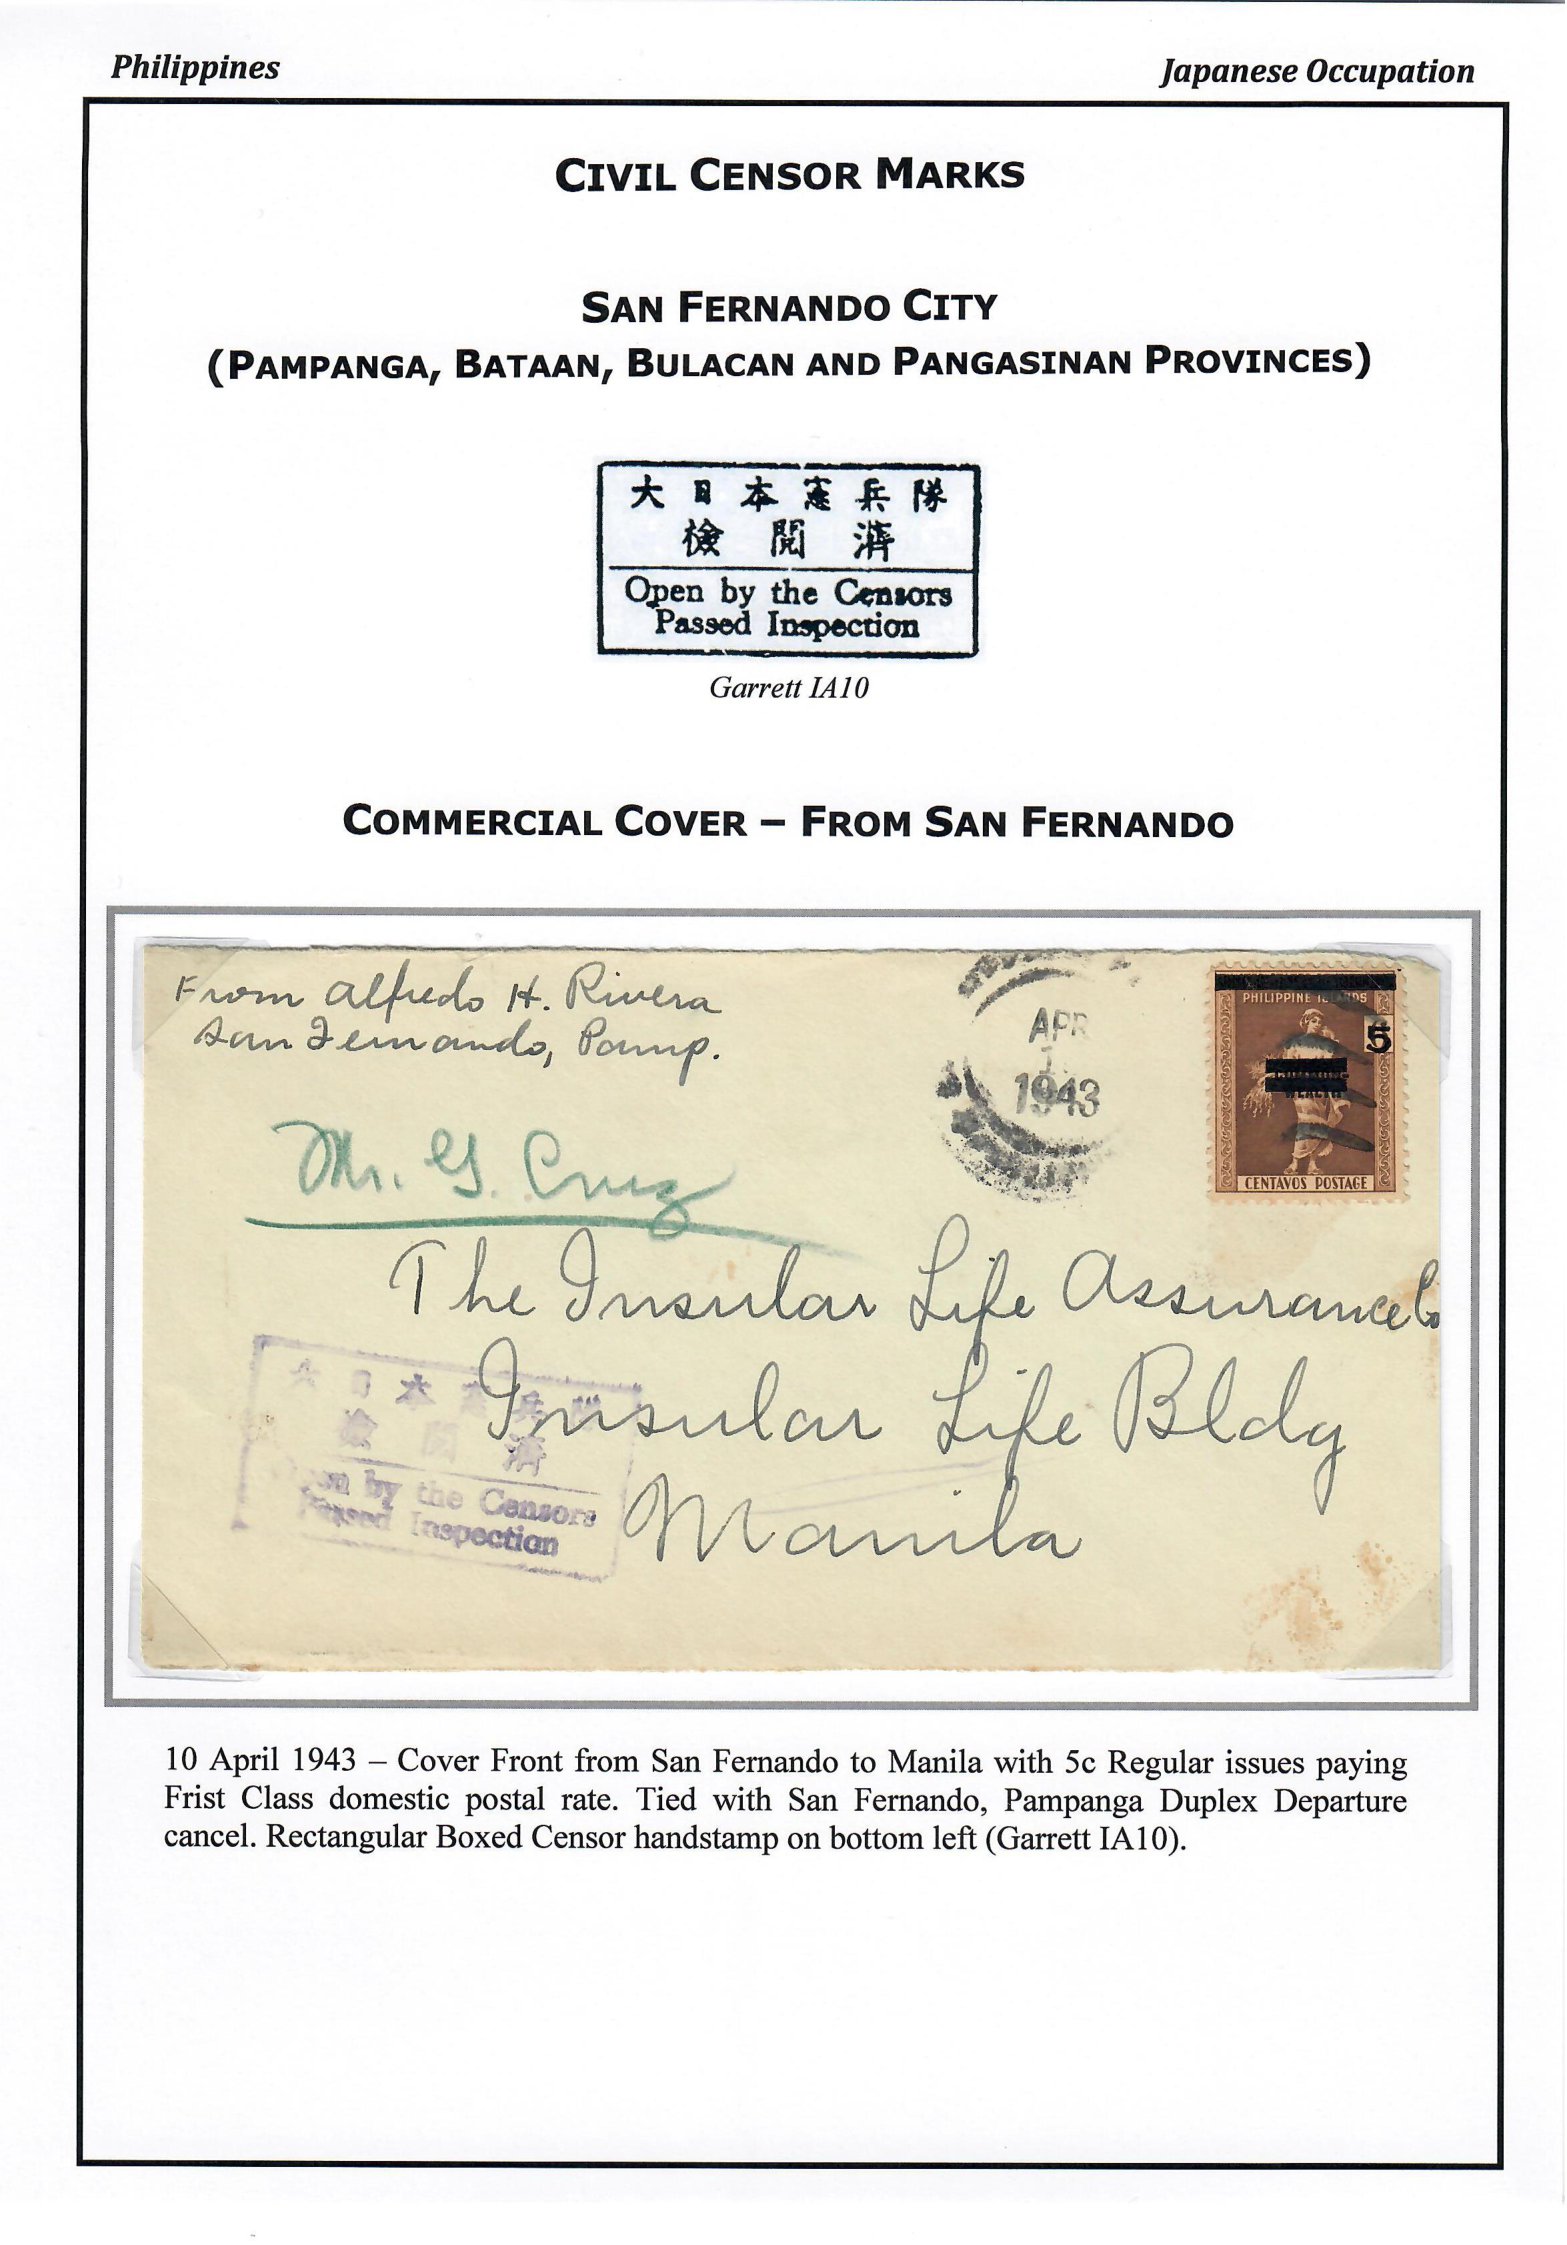 Philippines
Japanese Occupation
CIVIL CENSOR MARKS
SAN FERNANDO CITY
(PAMPANGA, BATAAN, BULACAN AND PANGASINAN PROVINCES)
大日本憲兵隊
檢閲濟
Open by the Censors
Passed Inspection
Garrett IA10
COMMERCIAL COVER – FROM SAN FERNANDO
From Alfredo H. Rivera
San Fernando, Pamp.
APR
1943
PHILIPPINE ISLANDS
5
WEALTH
CENTAVOS POSTAGE
Mr. G. Cruz
The Insular Life Assurance Co
Insular Life Bldg
Manila
大日本憲兵隊
檢閲濟
by the Censors
Passed Inspection
10 April 1943 – Cover Front from San Fernando to Manila with 5c Regular issues paying
Frist Class domestic postal rate. Tied with San Fernando, Pampanga Duplex Departure
cancel. Rectangular Boxed Censor handstamp on bottom left (Garrett IA10).